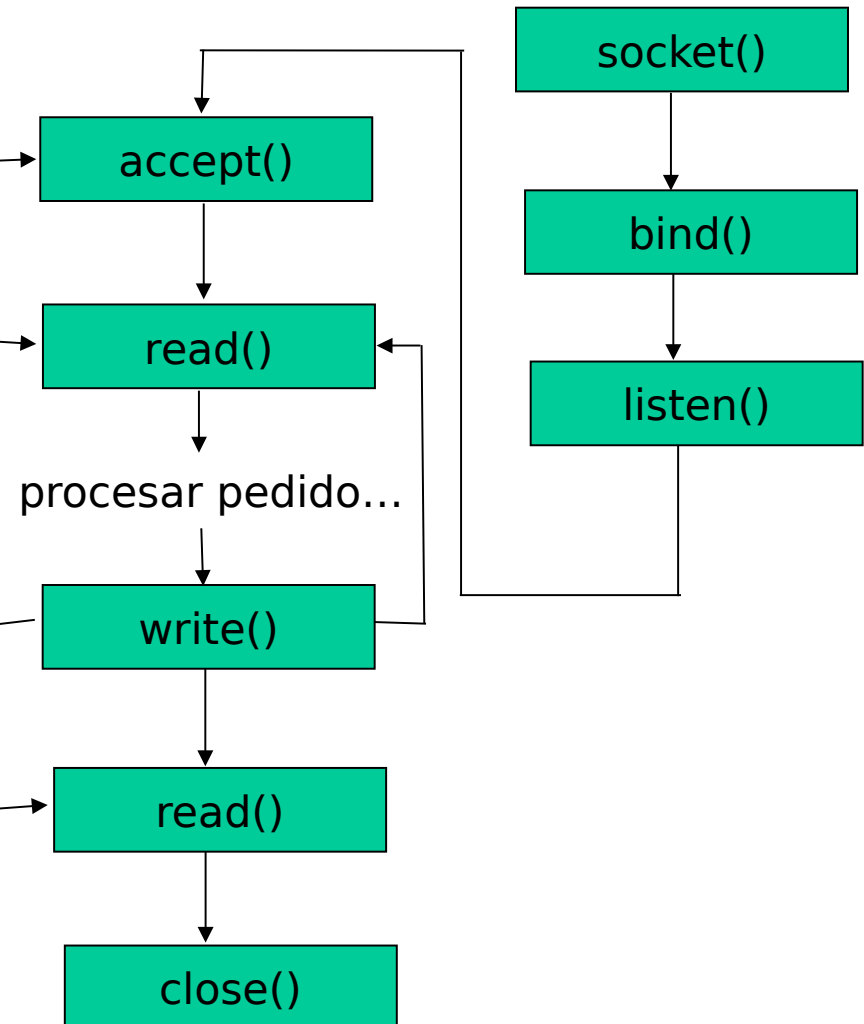 socket()
bind()
listen()
accept()
read()
procesar pedido...
write()
read()
close()